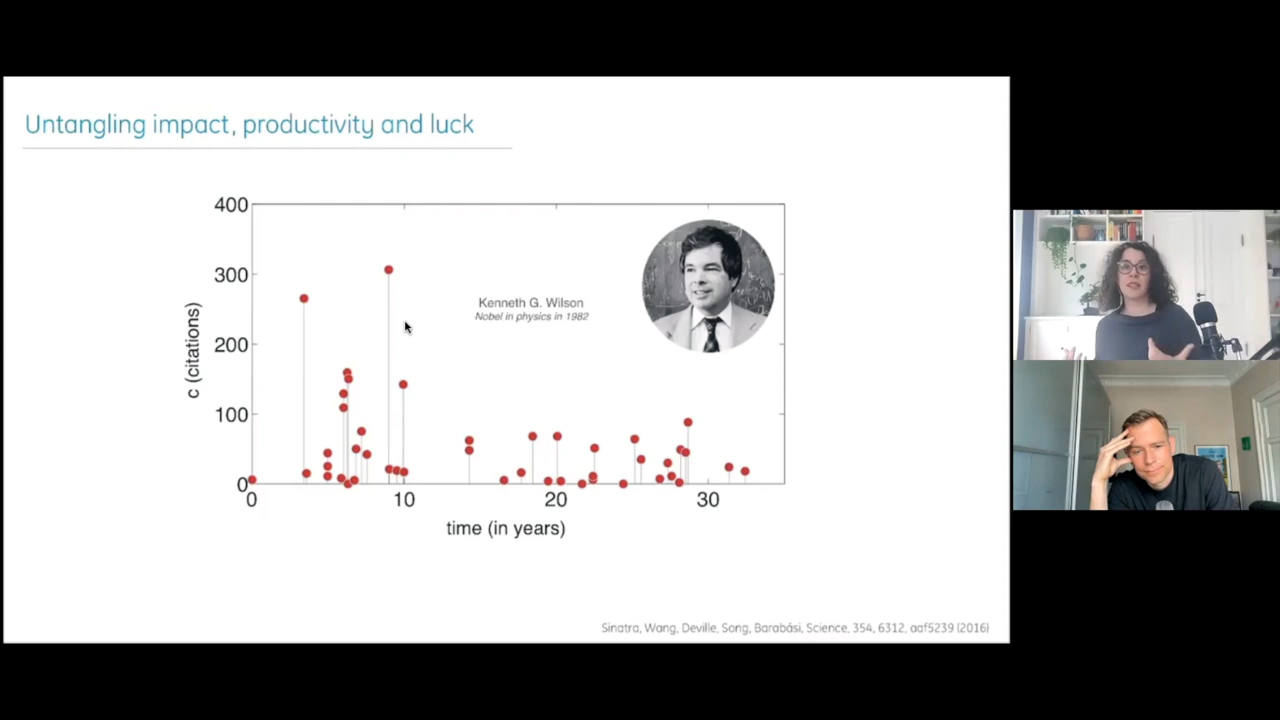 Untangling impact, productivity and luck
400
300
200
100
0
c (citations)
Kenneth G. Wilson
Nobel in physics in 1982
0
10
20
30
time (in years)
Sinatra, Wang, Deville, Song, Barabási, Science, 354, 6312, aaf5239 (2016)